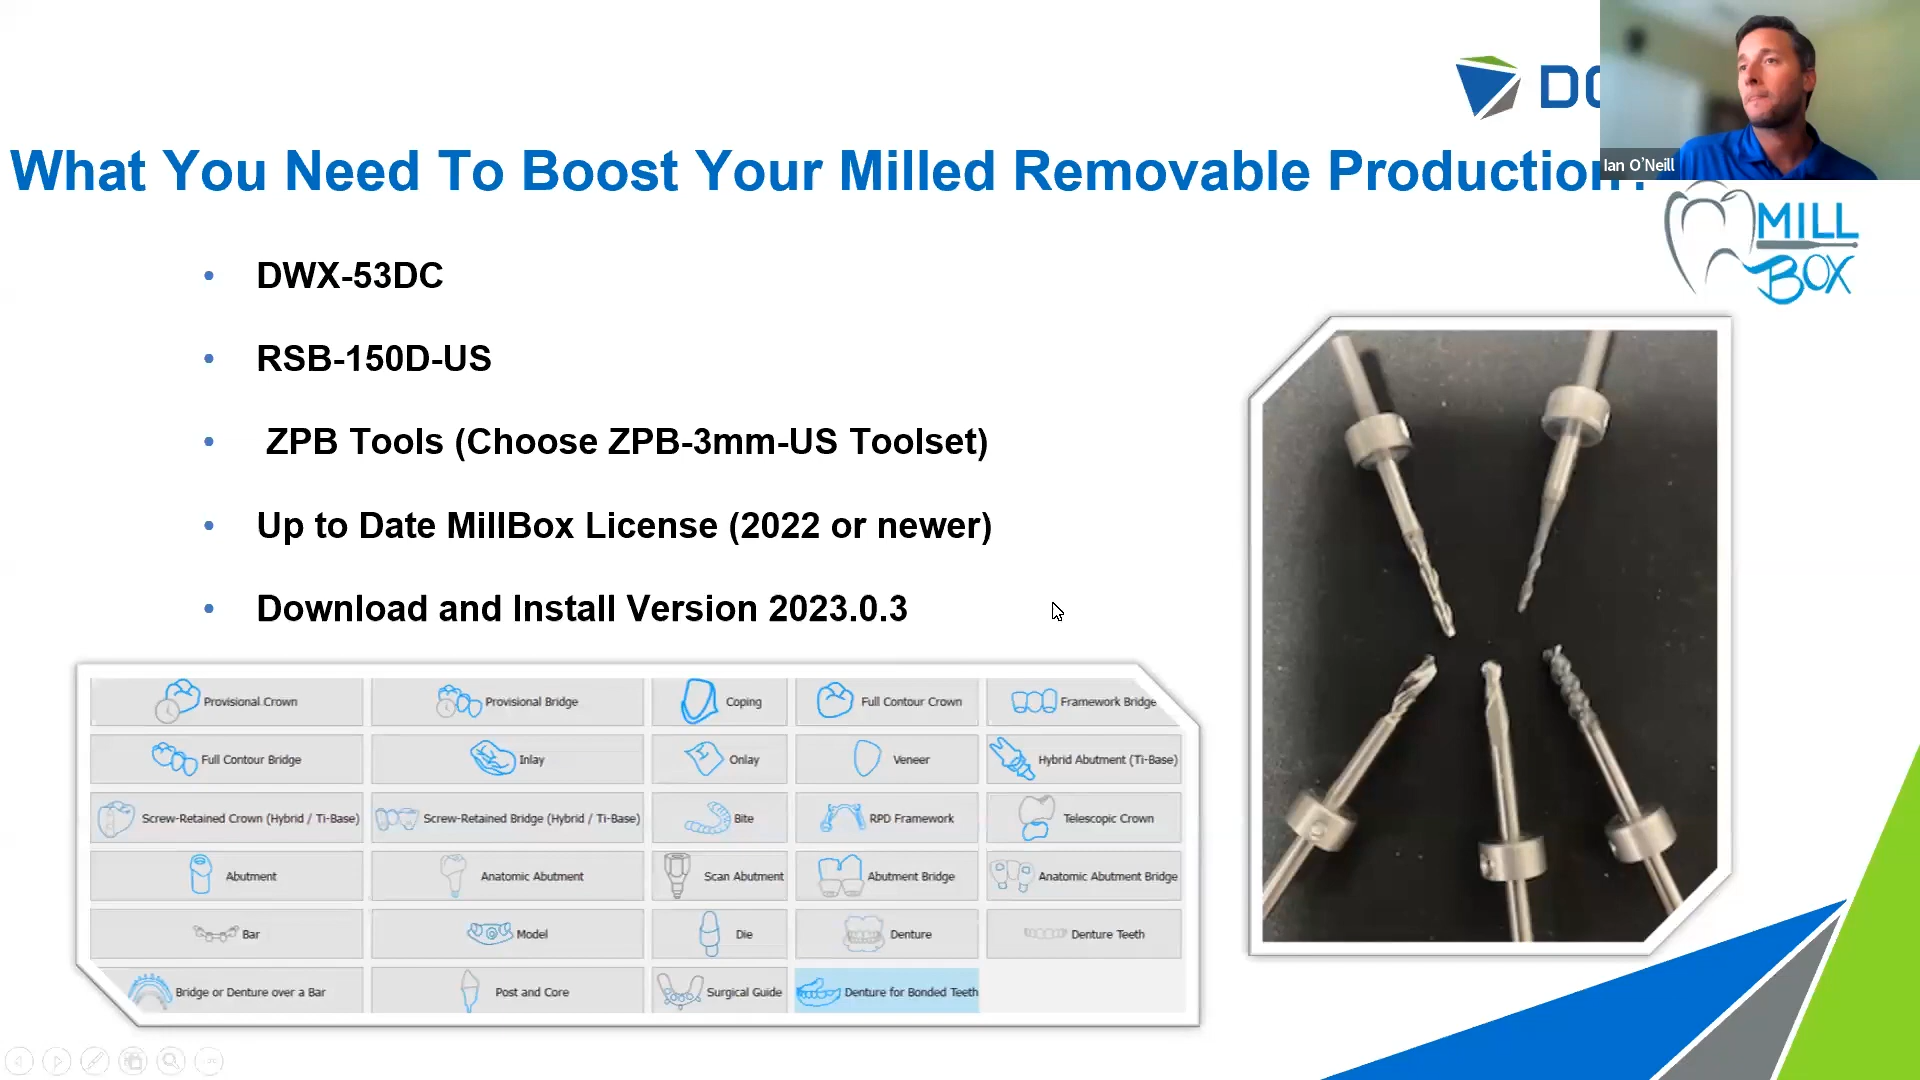 DC
Ian O'Neill
What You Need To Boost Your Milled Removable Production?
MILL
BOX
• DWX-53DC
• RSB-150D-US
• ZPB Tools (Choose ZPB-3mm-US Toolset)
• Up to Date MillBox License (2022 or newer)
• Download and Install Version 2023.0.3
Provisional Crown Provisional Bridge Coping Full Contour Crown Framework Bridge
Full Contour Bridge Inlay Onlay Veneer Hybrid Abutment (Ti-Base)
Screw-Retained Crown (Hybrid / Ti-Base) Screw-Retained Bridge (Hybrid / Ti-Base) Bite RPD Framework Telescopic Crown
Abutment Anatomic Abutment Scan Abutment Abutment Bridge Anatomic Abutment Bridge
Bar Model Die Denture Denture Teeth
Bridge or Denture over a Bar Post and Core Surgical Guide Denture for Bonded Teeth